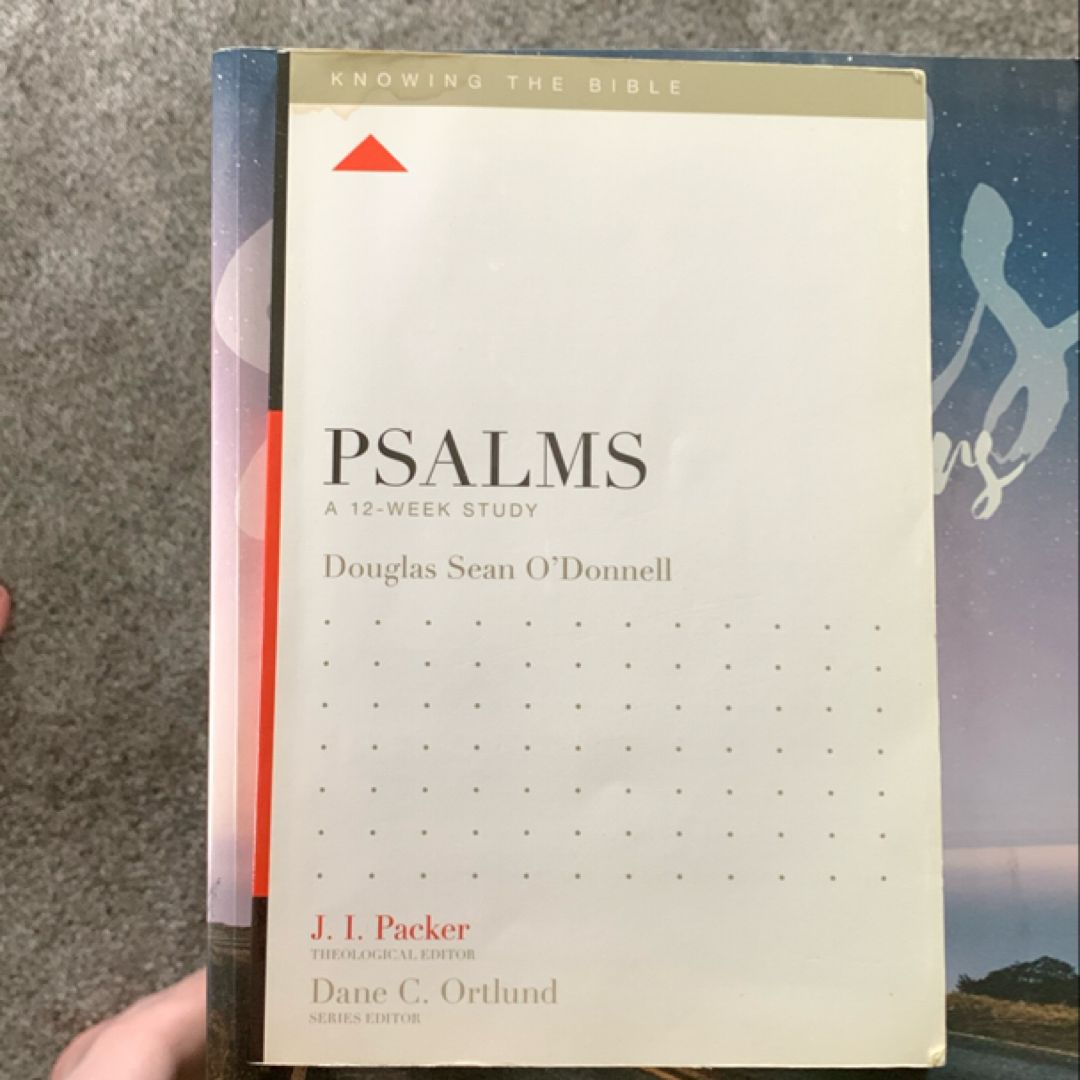 KNOWING THE BIBLE
PSALMS
A 12-WEEK STUDY
Douglas Sean O'Donnell
J. I. Packer
THEOLOGICAL EDITOR
Dane C. Ortlund
SERIES EDITOR